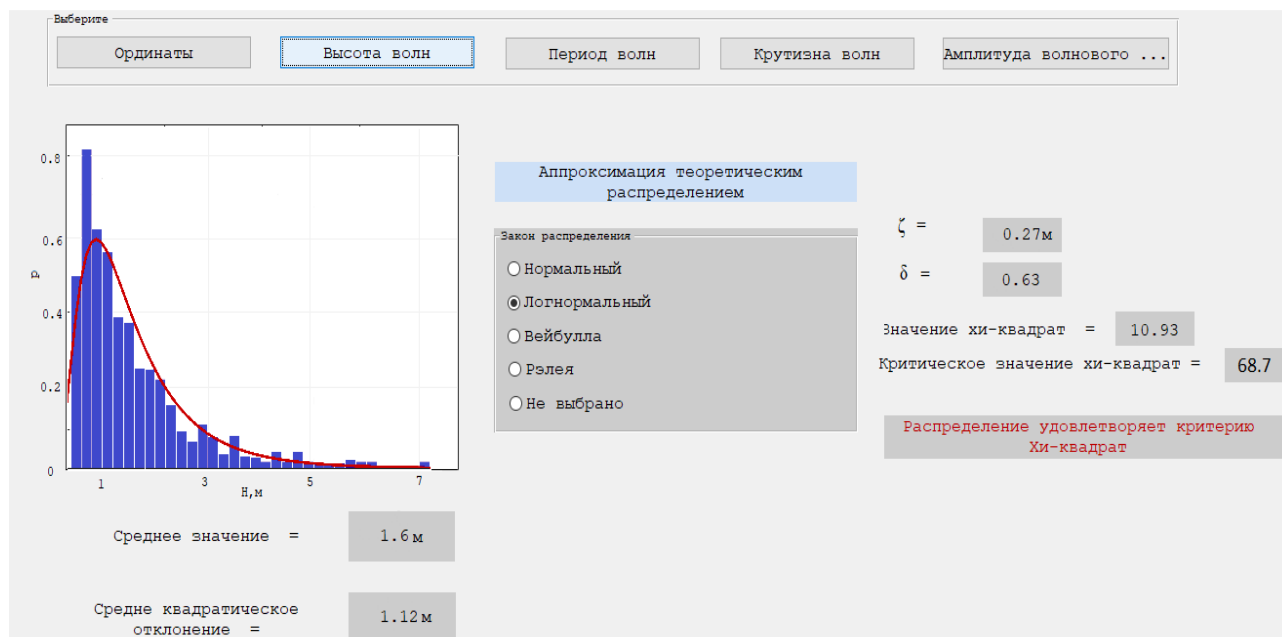 Выберите
Ординаты
Высота волн
Период волн
Крутизна волн
Амплитуда волнового ...
0.8
0.6
0.4
0.2
0
p
1
3
5
7
Н,м
Аппроксимация теоретическим
распределением
Закон распределения
Нормальный
Логнормальный
Вейбулла
Рэлея
Не выбрано
ζ =
0.27м
δ =
0.63
Значение хи-квадрат =
10.93
Критическое значение хи-квадрат =
68.7
Распределение удовлетворяет критерию
Хи-квадрат
Среднее значение =
1.6м
Средне квадратическое
отклонение =
1.12м